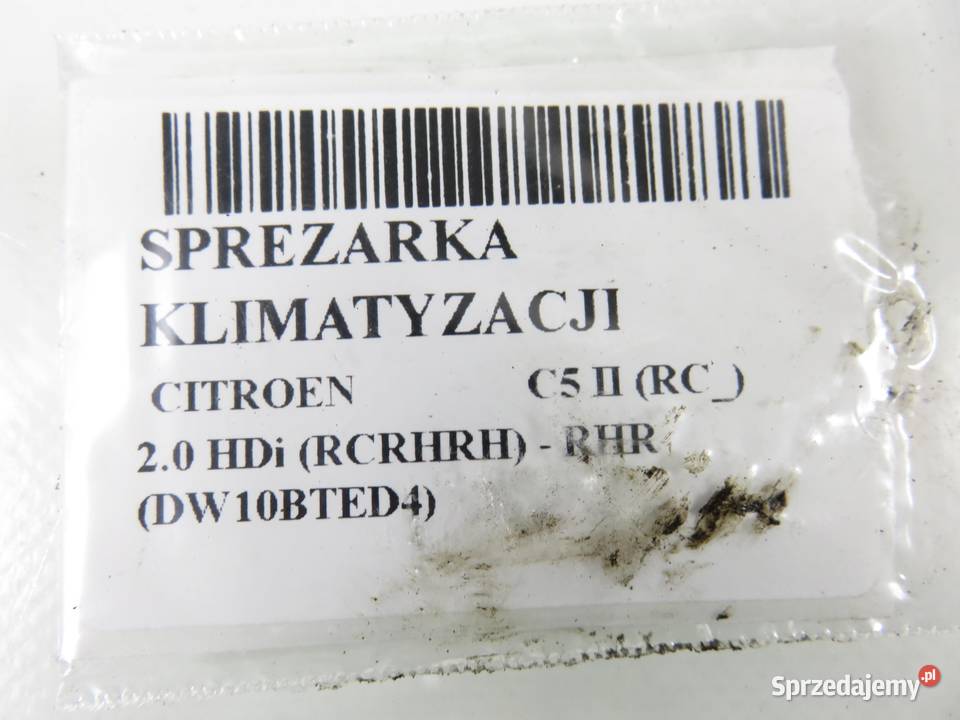 SPREZARKA
KLIMATYZACJI
CITROEN C5 II (RC_)
2.0 HDi (RCRHRH) - RHR
(DW10BTED4)
Sprzedajemy.pl